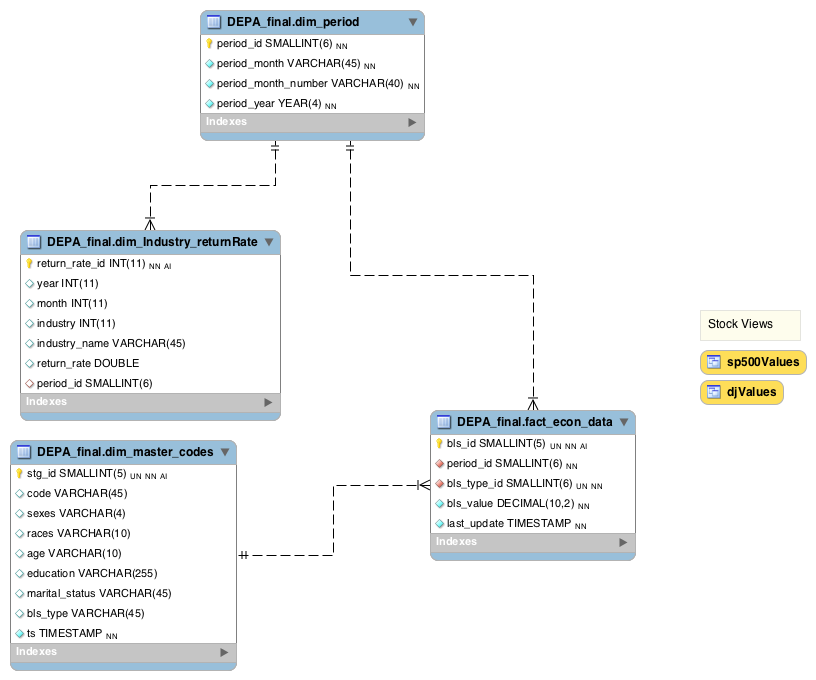 DEPA_final.dim_period
period_id SMALLINT(6) NN
period_month VARCHAR(45) NN
period_month_number VARCHAR(40) NN
period_year YEAR(4) NN
Indexes
DEPA_final.dim_Industry_returnRate
return_rate_id INT(11) NN AI
year INT(11)
month INT(11)
industry INT(11)
industry_name VARCHAR(45)
return_rate DOUBLE
period_id SMALLINT(6)
Indexes
Stock Views
sp500Values
djValues
DEPA_final.fact_econ_data
bls_id SMALLINT(5) UN NN AI
period_id SMALLINT(6) NN
bls_type_id SMALLINT(6) UN NN
bls_value DECIMAL(10,2) NN
last_update TIMESTAMP NN
Indexes
DEPA_final.dim_master_codes
stg_id SMALLINT(5) UN NN AI
code VARCHAR(45)
sexes VARCHAR(4)
races VARCHAR(10)
age VARCHAR(10)
education VARCHAR(255)
marital_status VARCHAR(45)
bls_type VARCHAR(45)
ts TIMESTAMP NN
Indexes